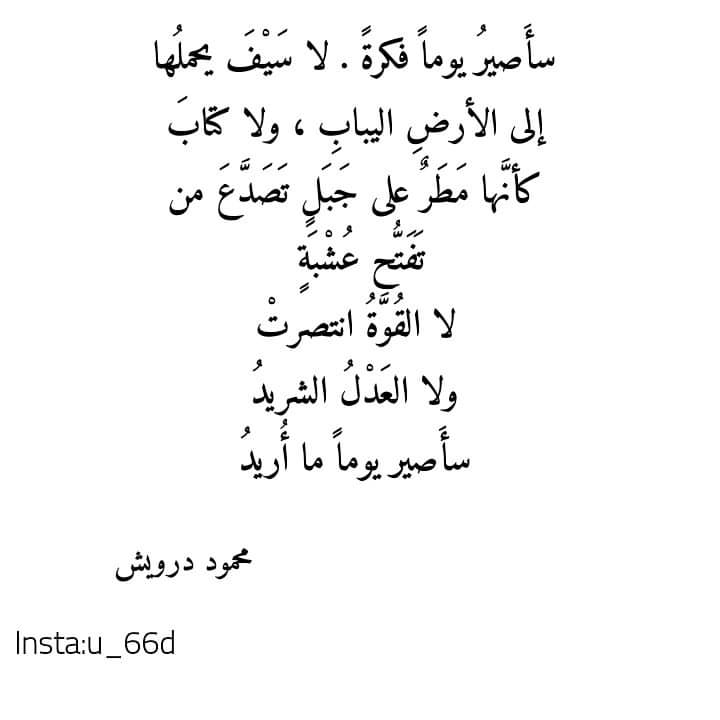 سأَصيرُ يوماً فكرةً . لا سَيْفَ يحملُها
إلى الأرضِ اليبابِ ، ولا كتابَ
كأنَّها مَطَرٌ على جَبَلٍ تَصَدَّعَ من
تَفَتُّح عُشْبَةٍ
لا القُوَّةُ انتصرتْ
ولا العَدْلُ الشريدُ
سأَصير يوماً ما أُريدُ
محمود درويش
Insta:u_66d